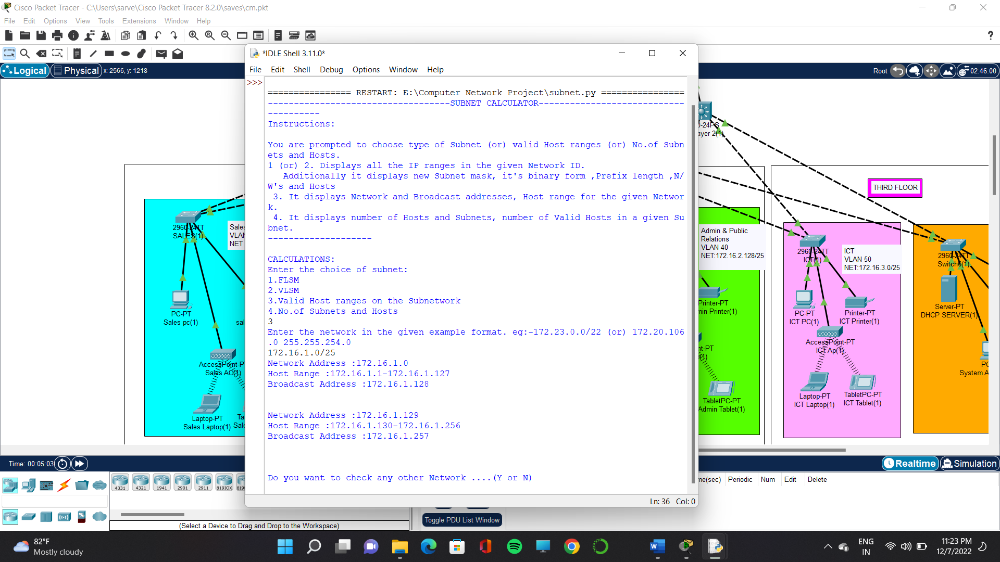 Cisco Packet Tracer - C:\Users\sarve\Cisco Packet Tracer 8.2.0\saves\cm.pkt
File Edit Options View Tools Extensions Window Help
Logical Physical x: 2566, y: 1218
Root 02:46:00
*IDLE Shell 3.11.0*
File Edit Shell Debug Options Window Help
>>>
================ RESTART: E:\Computer Network Project\subnet.py ================
-----------------------------------SUBNET CALCULATOR----------------------------
----------
Instructions:
You are prompted to choose type of Subnet (or) valid Host ranges (or) No.of Subn
ets and Hosts.
1 (or) 2. Displays all the IP ranges in the given Network ID.
Additionally it displays new Subnet mask, it's binary form ,Prefix length ,N/
W's and Hosts
3. It displays Network and Broadcast addresses, Host range for the given Networ
k.
4. It displays number of Hosts and Subnets, number of Valid Hosts in a given Su
bnet.
--------------------
CALCULATIONS:
Enter the choice of subnet:
1.FLSM
2.VLSM
3.Valid Host ranges on the Subnetwork
4.No.of Subnets and Hosts
3
Enter the network in the given example format. eg:-172.23.0.0/22 (or) 172.20.106
.0 255.255.254.0
172.16.1.0/25
Network Address :172.16.1.0
Host Range :172.16.1.1-172.16.1.127
Broadcast Address :172.16.1.128
Network Address :172.16.1.129
Host Range :172.16.1.130-172.16.1.256
Broadcast Address :172.16.1.257
Do you want to check any other Network ....(Y or N)
Ln: 36 Col: 0
2960-24TT
SALES(1)
Sales
VLAN
NET
PC-PT
Sales pc(1)
sal
AccessPoint-P
Sales AC(1)
Laptop-PT
Sales Laptop(1)
Ta
Sale
0-24PS
ayer 2(1)
THIRD FLOOR
Admin & Public
Relations
VLAN 40
NET:172.16.2.128/25
Printer-PT
min Printer(1)
nt-PT
TabletPC-PT
Admin Tablet(1)
2960-24TT
ICT(1)
ICT
VLAN 50
NET:172.16.3.0/25
PC-PT
ICT PC(1)
Printer-PT
ICT Printer(1)
AccessPoint-PT
ICT Ap(1)
Laptop-PT
ICT Laptop(1)
TabletPC-PT
ICT Tablet(1)
2960-24TT
Switch6(1)
Server-PT
DHCP SERVER(1)
PC
System A
Time: 00:05:03
Realtime Simulation
4331 4321 1941 2901 2911 819IOX 819
(Select a Device to Drag and Drop to the Workspace)
Toggle PDU List Window
me(sec) Periodic Num Edit Delete
82°F
Mostly cloudy
ENG
IN
11:23 PM
12/7/2022